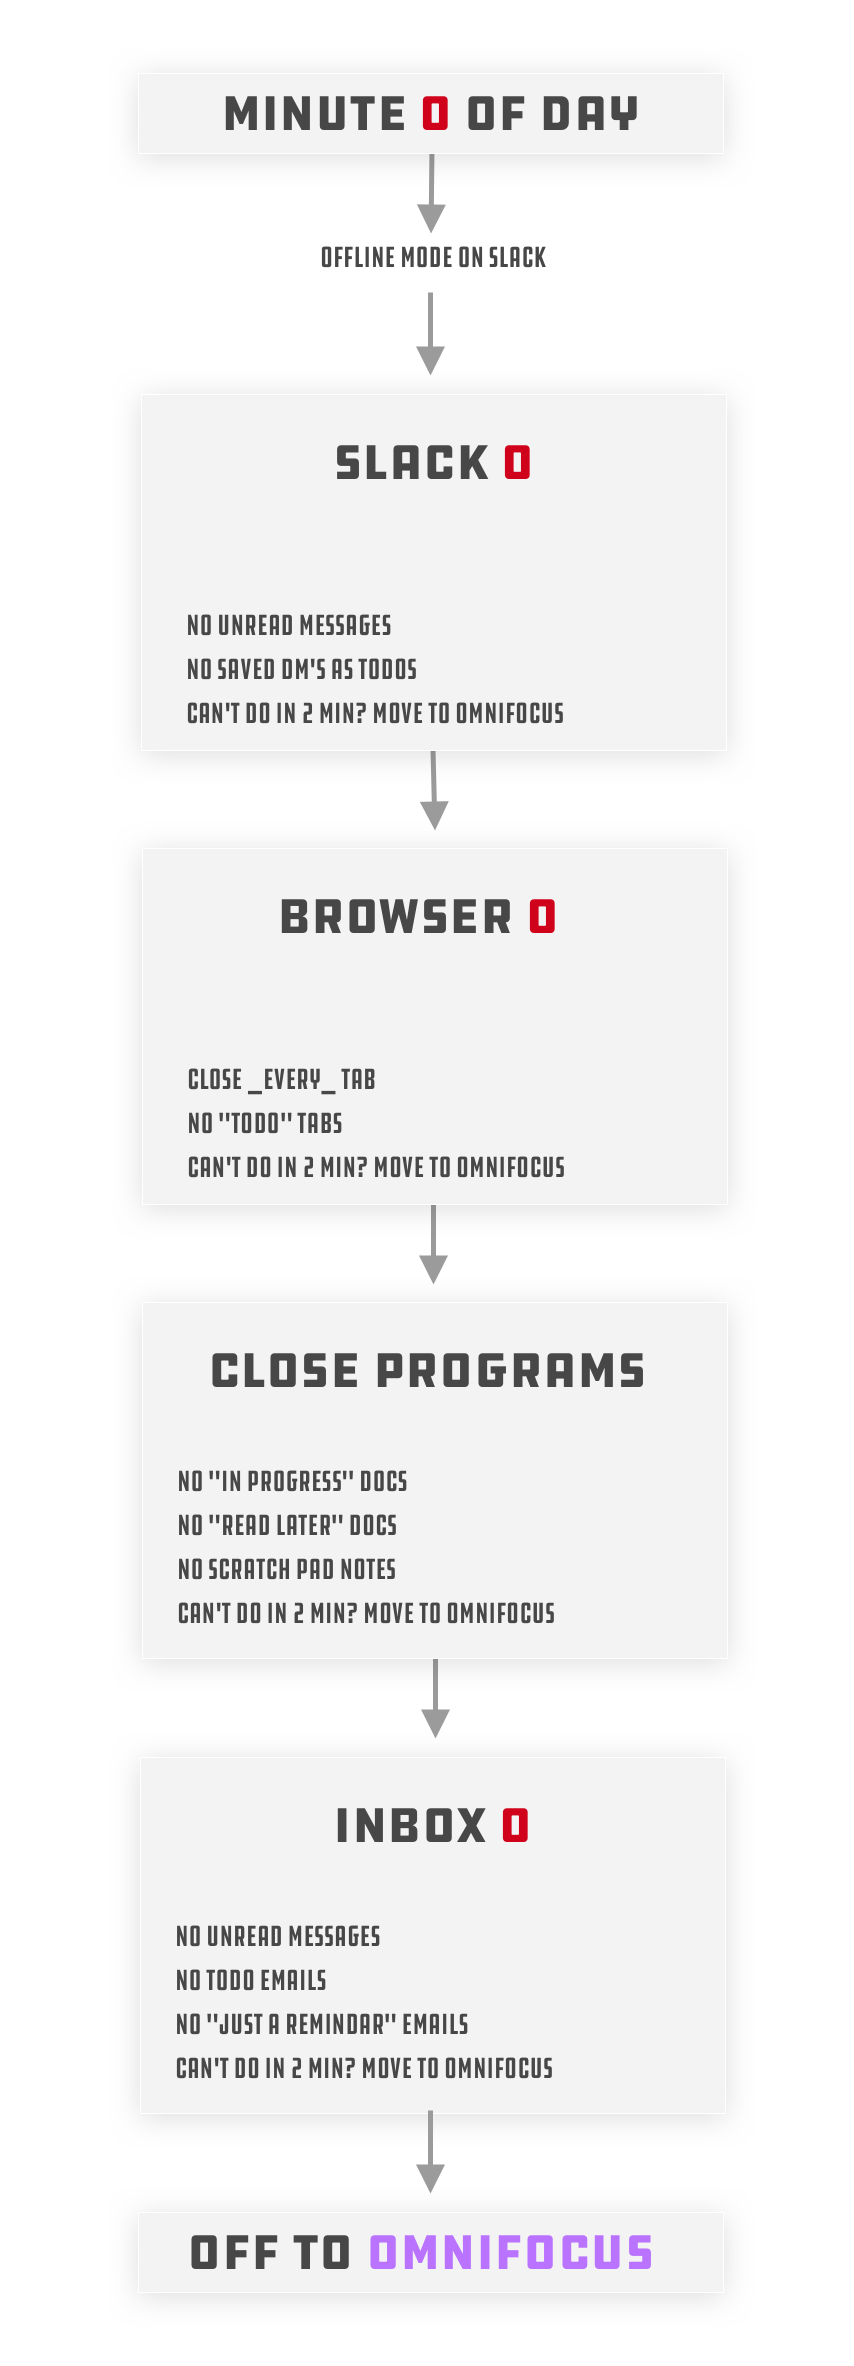 MINUTE 0 OF DAY
OFFLINE MODE ON SLACK
SLACK 0
NO UNREAD MESSAGES
NO SAVED DM'S AS TODOS
CAN'T DO IN 2 MIN? MOVE TO OMNIFOCUS
BROWSER 0
CLOSE _EVERY_ TAB
NO "TODO" TABS
CAN'T DO IN 2 MIN? MOVE TO OMNIFOCUS
CLOSE PROGRAMS
NO "IN PROGRESS" DOCS
NO "READ LATER" DOCS
NO SCRATCH PAD NOTES
CAN'T DO IN 2 MIN? MOVE TO OMNIFOCUS
INBOX 0
NO UNREAD MESSAGES
NO TODO EMAILS
NO "JUST A REMINDAR" EMAILS
CAN'T DO IN 2 MIN? MOVE TO OMNIFOCUS
OFF TO OMNIFOCUS